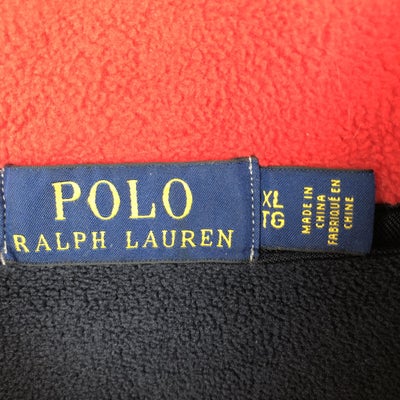 POLO
RALPH LAUREN
XL
TG
MADE IN
CHINA
FABRIQUÉ EN
CHINE